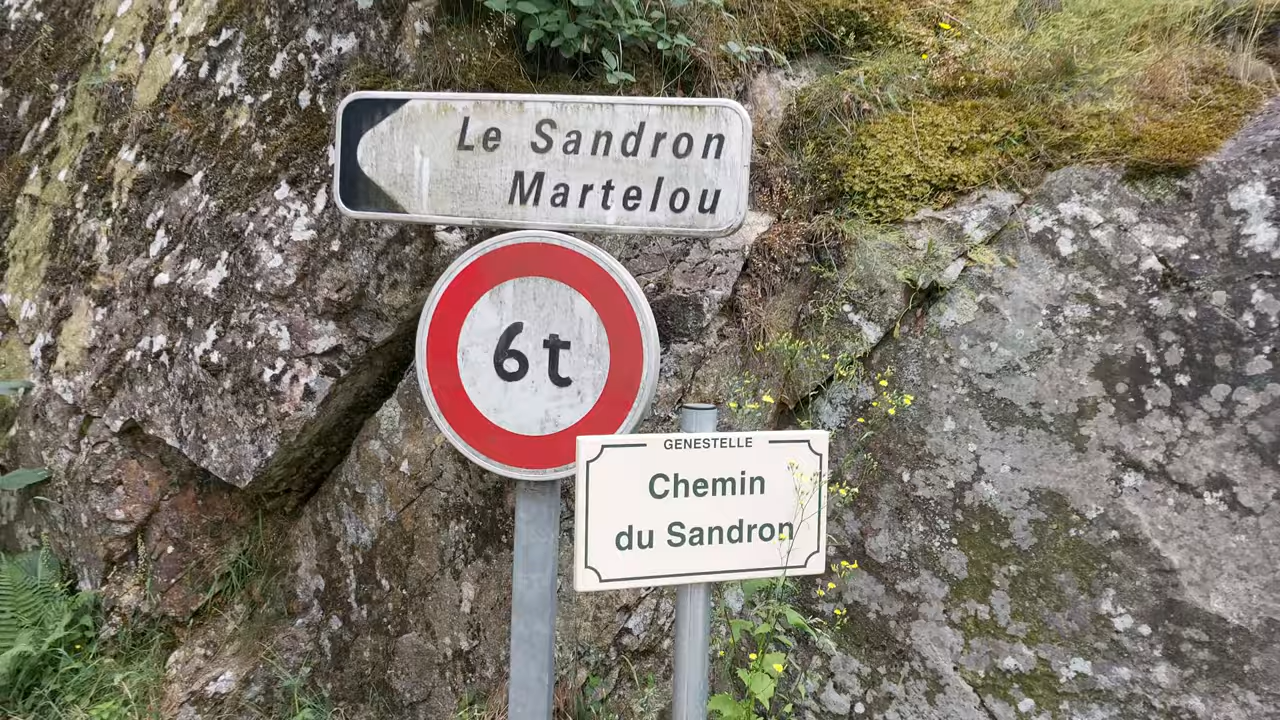 Le Sandron
Martelou
6t
GENESTELLE
Chemin
du Sandron